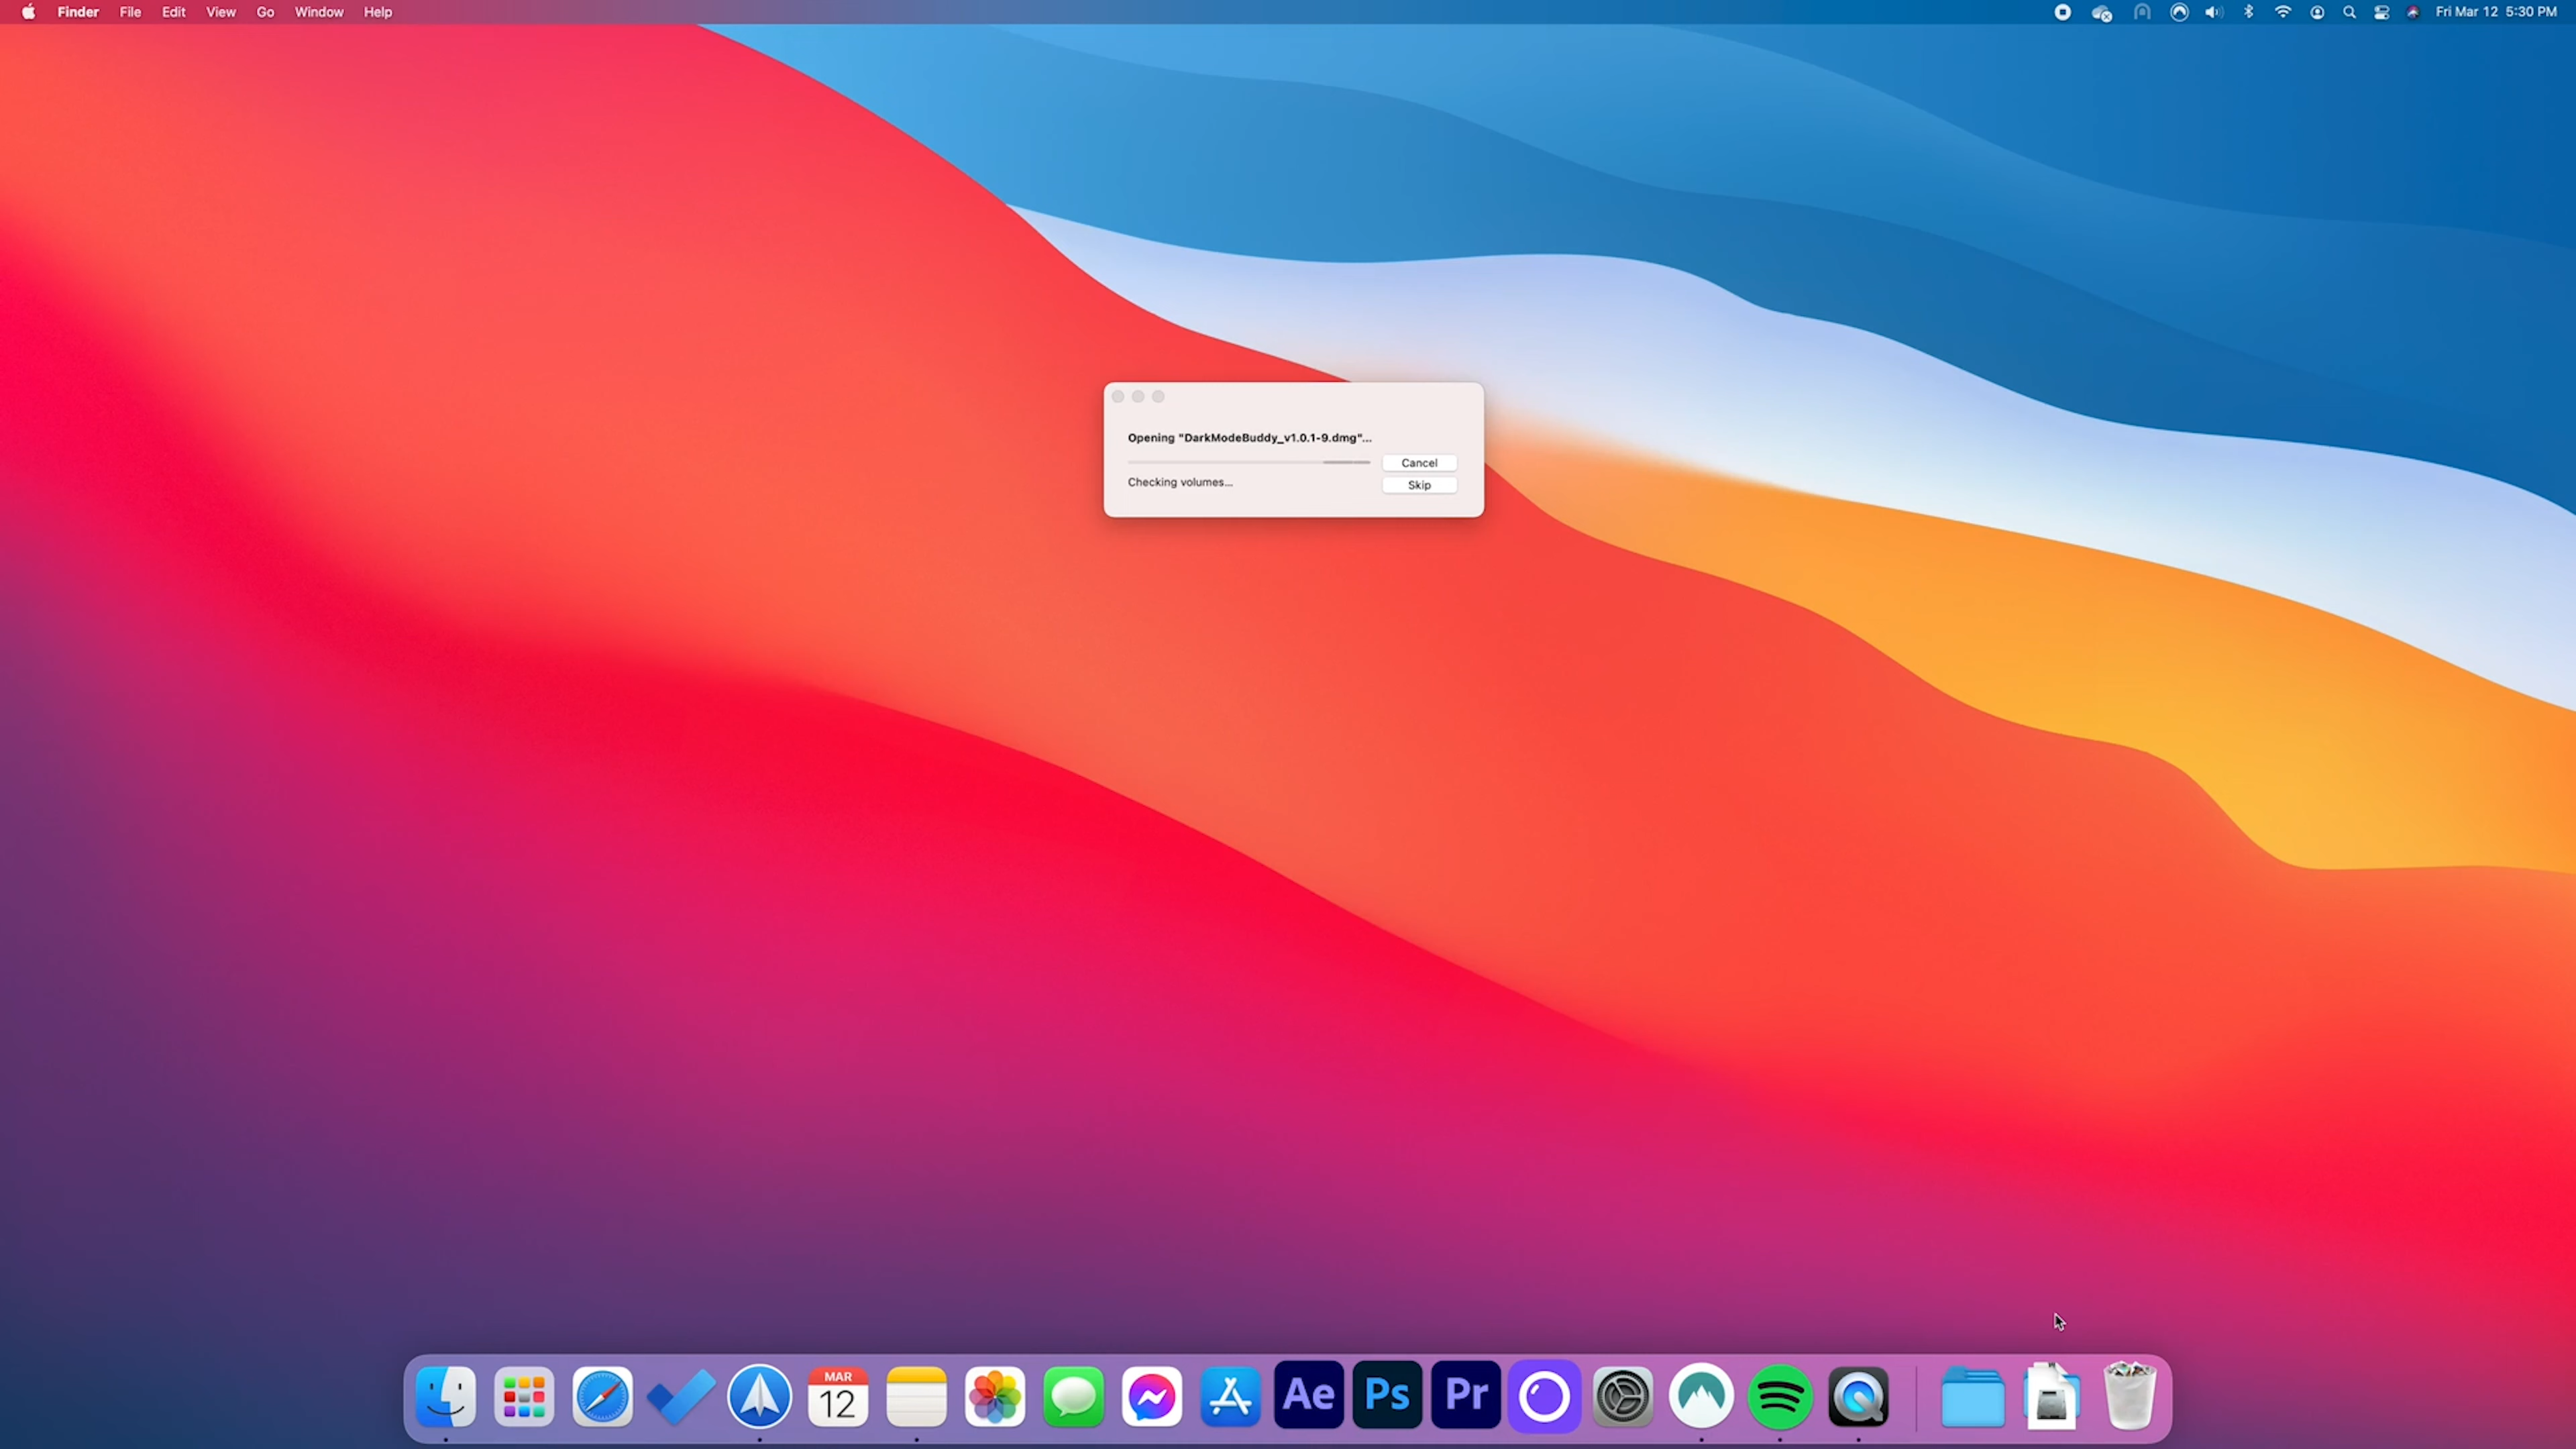 Finder File Edit View Go Window Help Fri Mar 12 5:30 PM
Opening "DarkModeBuddy_v1.0.1-9.dmg"...
Cancel
Checking volumes...
Skip
MAR
12
Ae
Ps
Pr